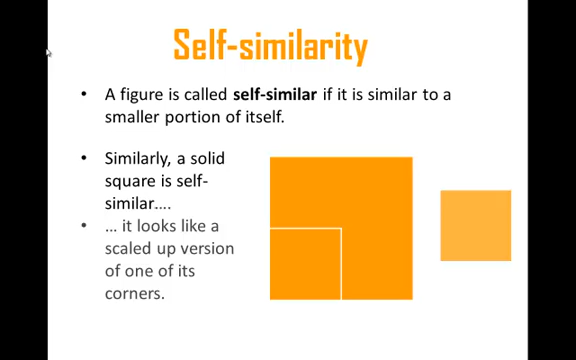 Self-similarity
• A figure is called self-similar if it is similar to a
smaller portion of itself.
• Similarly, a solid
square is self-
similar....
• ... it looks like a
scaled up version
of one of its
corners.